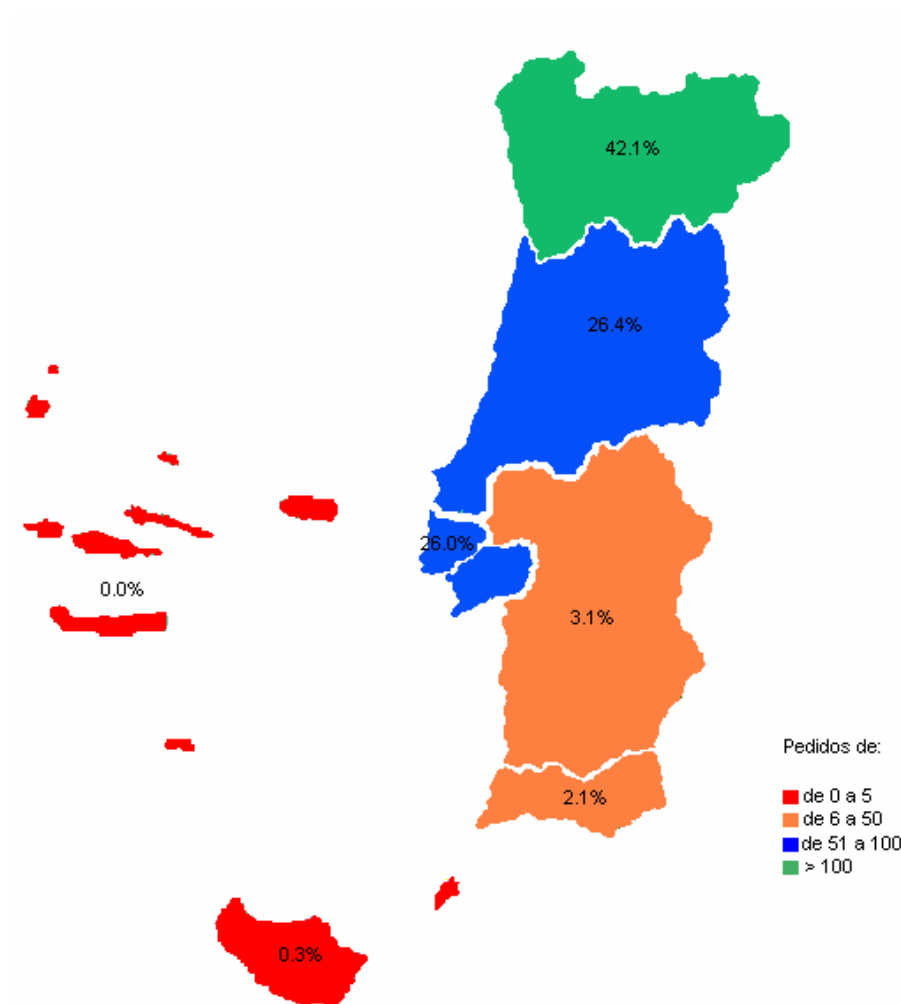 42.1%
26.4%
26.0%
0.0%
3.1%
Pedidos de:
2.1%
de 0 a 5
de 6 a 50
de 51 a 100
> 100
0.3%